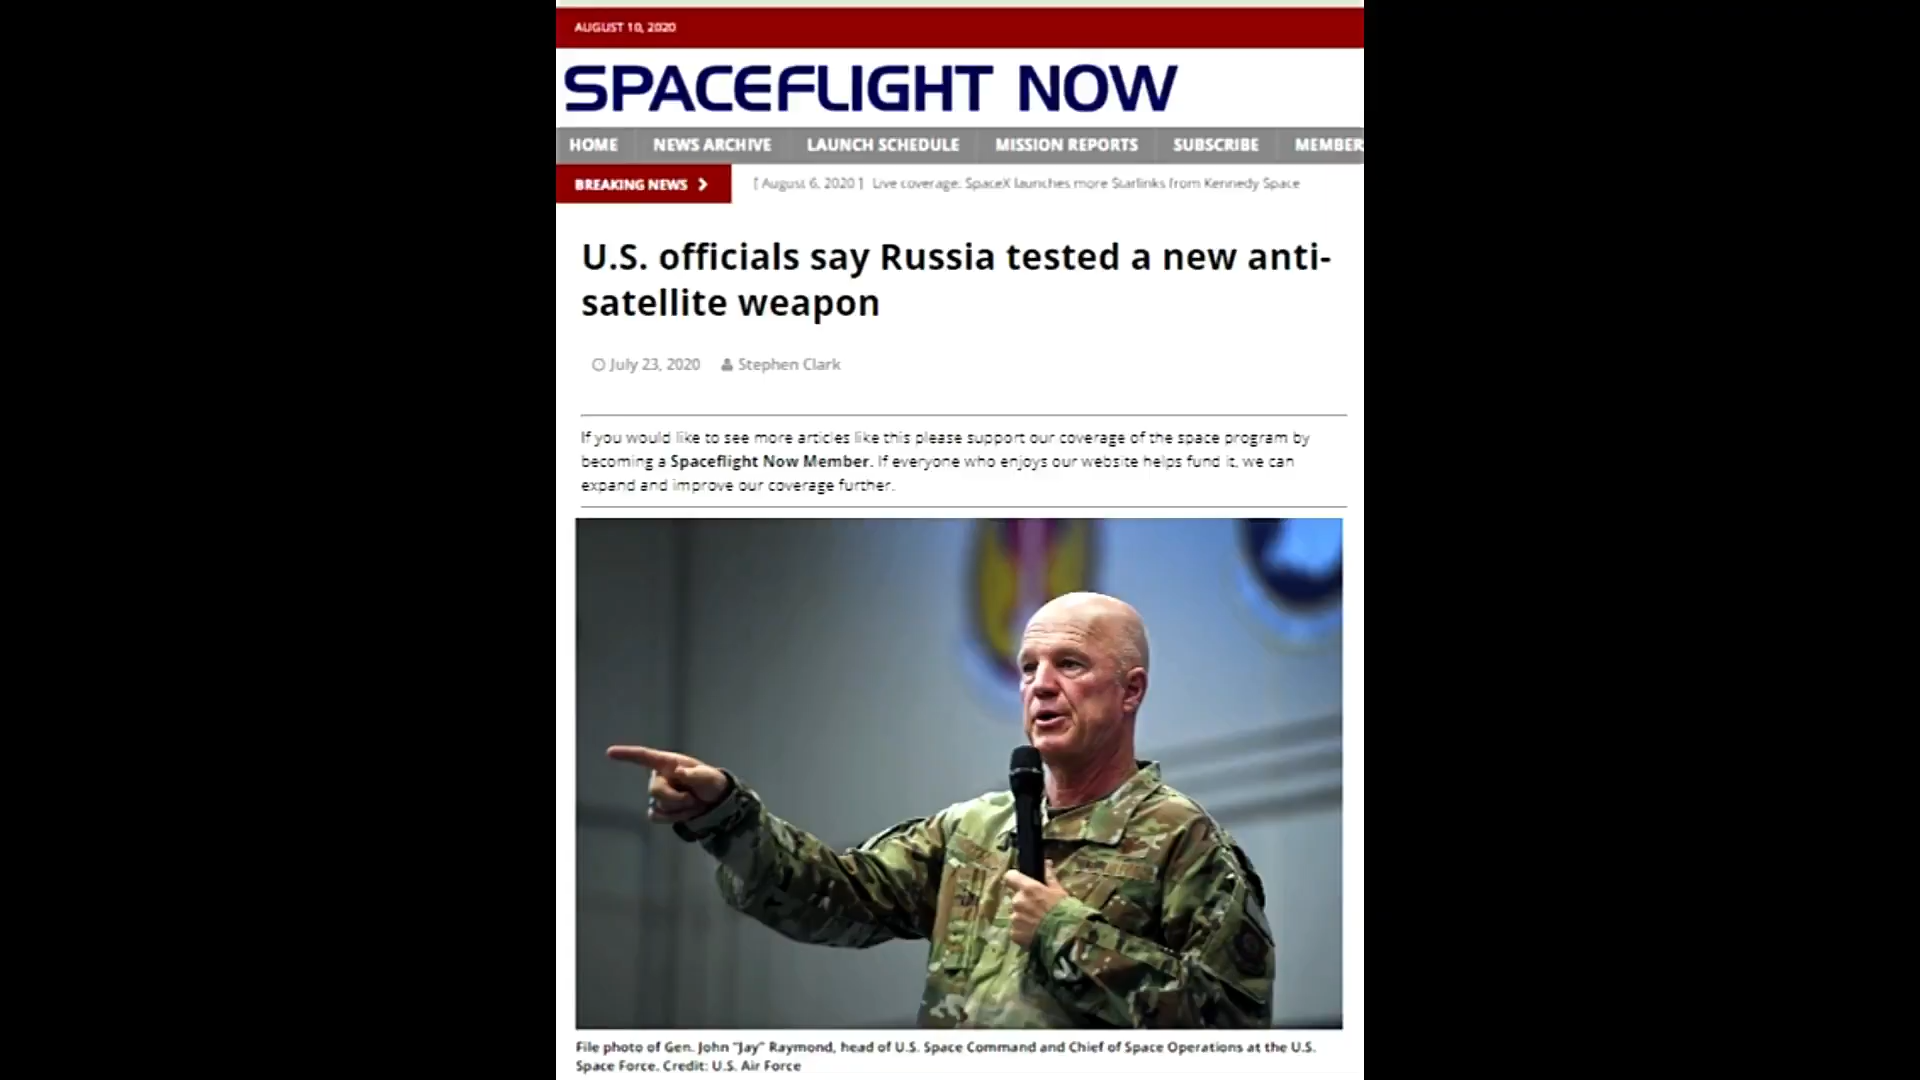 AUGUST 10, 2020
SPACEFLIGHT NOW
HOME NEWS ARCHIVE LAUNCH SCHEDULE MISSION REPORTS SUBSCRIBE MEMBER
BREAKING NEWS [ August 6, 2020 ] Live coverage: SpaceX launches more Starlinks from Kennedy Space
U.S. officials say Russia tested a new anti-
satellite weapon
July 23, 2020 Stephen Clark
If you would like to see more articles like this please support our coverage of the space program by
becoming a Spaceflight Now Member. If everyone who enjoys our website helps fund it, we can
expand and improve our coverage further.
File photo of Gen. John "Jay" Raymond, head of U.S. Space Command and Chief of Space Operations at the U.S.
Space Force. Credit: U.S. Air Force